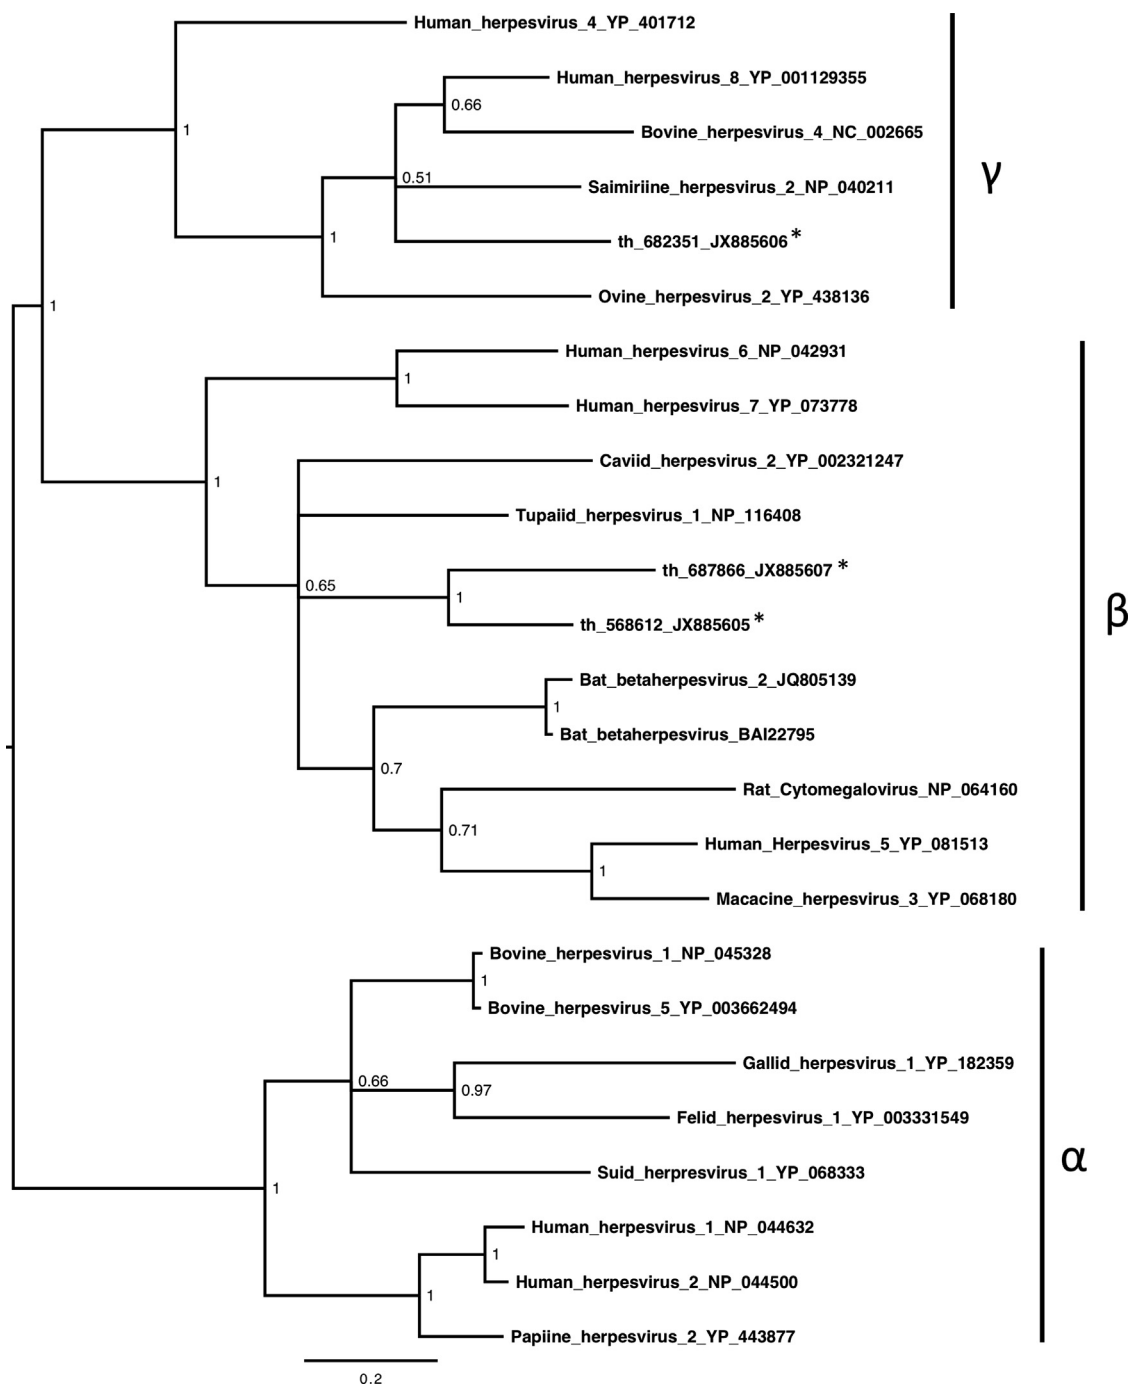 Human_herpesvirus_4_YP_401712
Human_herpesvirus_8_YP_001129355
0.66
Bovine_herpesvirus_4_NC_002665
1
0.51
Saimiriine_herpesvirus_2_NP_040211
γ
1
th_682351_JX885606 *
Ovine_herpesvirus_2_YP_438136
1
Human_herpesvirus_6_NP_042931
1
Human_herpesvirus_7_YP_073778
Caviid_herpesvirus_2_YP_002321247
1
Tupaiid_herpesvirus_1_NP_116408
th_687866_JX885607 *
0.65
1
β
th_568612_JX885605 *
Bat_betaherpesvirus_2_JQ805139
1
Bat_betaherpesvirus_BAI22795
0.7
Rat_Cytomegalovirus_NP_064160
0.71
Human_Herpesvirus_5_YP_081513
1
Macacine_herpesvirus_3_YP_068180
Bovine_herpesvirus_1_NP_045328
1
Bovine_herpesvirus_5_YP_003662494
Gallid_herpesvirus_1_YP_182359
0.66
0.97
Felid_herpesvirus_1_YP_003331549
α
Suid_herpresvirus_1_YP_068333
1
Human_herpesvirus_1_NP_044632
1
Human_herpesvirus_2_NP_044500
1
Papiine_herpesvirus_2_YP_443877
0.2